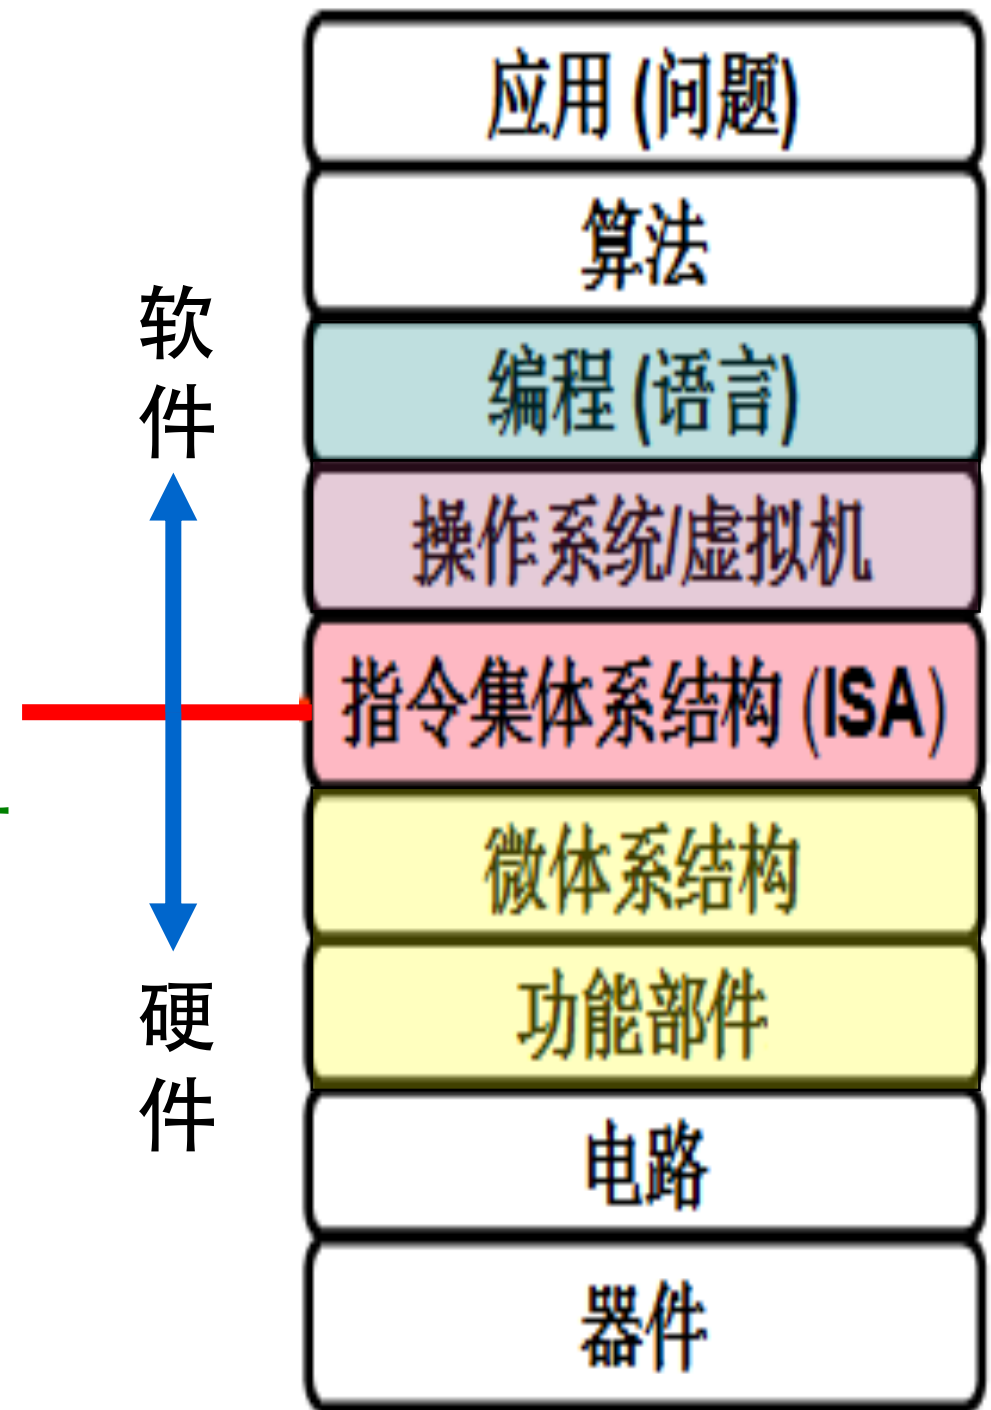 应用 (问题)
算法
软
件
编程 (语言)
操作系统/虚拟机
指令集体系结构 (ISA)
微体系结构
功能部件
硬
件
电路
器件